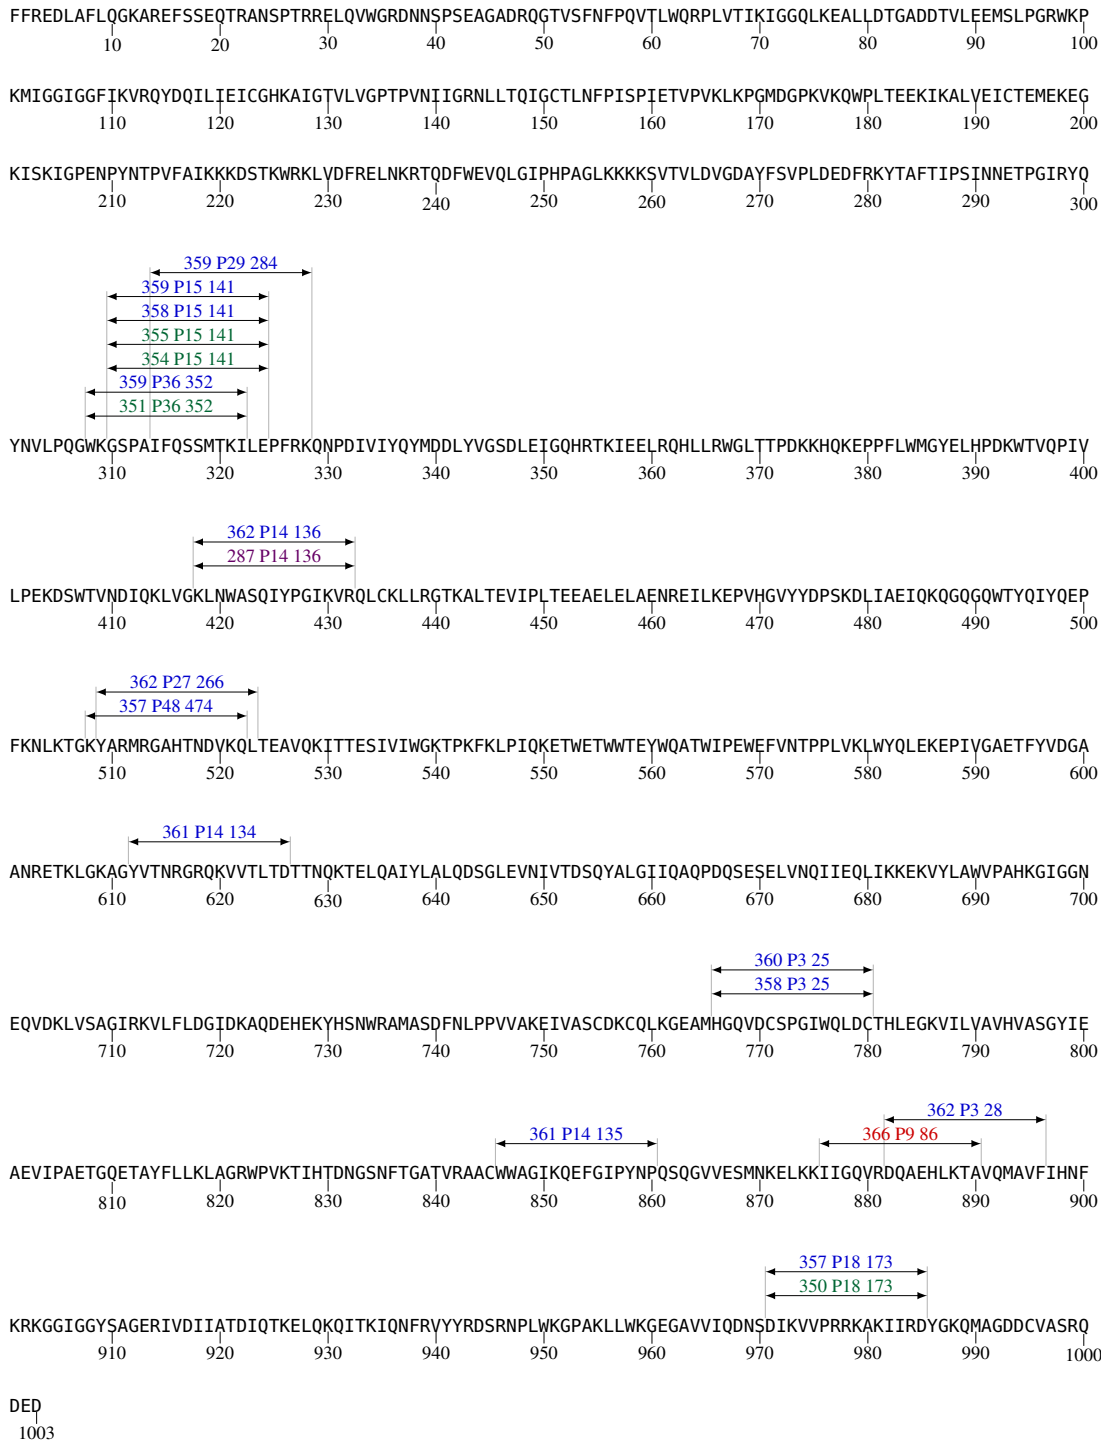 FFREDLAFLQGKAREFSSEQTRANSPTRRELQVWGRDNNSPSEAGADRQGTVSFNFPQVTLWQRPLVTIKIGGQLKEALLDTGADDTVLEEMSLPGRWKP
10 20 30 40 50 60 70 80 90 100
KMIGGIGGFIKVRQYDQILIEICGHKAIGTVLVGPTPVNIIGRNLLTQIGCTLNFPISPIETVPVKLKPGMDGPKVKQWPLTEEKIKALVEICTEMEKEG
110 120 130 140 150 160 170 180 190 200
KISKIGPENPYNTPVFAIKKKDSTKWRKLVDFRELNKRTQDFWEVQLGIPHPAGLKKKKSVTVLDVGDAYFSVPLDEDFRKYTAFTIPSINNETPGIRYQ
210 220 230 240 250 260 270 280 290 300
359 P29 284
359 P15 141
358 P15 141
355 P15 141
354 P15 141
359 P36 352
351 P36 352
YNVLPQGWKGSPAIFQSSMTKILEPFRKQNPDIVIYQYMDDLYVGSDLEIGQHRTKIEELRQHLLRWGLTTPDKKHQKEPPFLWMGYELHPDKWTVQPIV
310 320 330 340 350 360 370 380 390 400
362 P14 136
287 P14 136
LPEKDSWTVNDIQKLVGKLNWASQIYPGIKVRQLCKLLRGTKALTEVIPLTEEAELELAENREILKEPVHGVYYDPSKDLIAEIQKQGQGQWTYQIYQEP
410 420 430 440 450 460 470 480 490 500
362 P27 266
357 P48 474
FKNLKTGKYARMRGAHTNDVKQLTEAVQKITTESIVIWGKTPKFKLPIQKETWETWWTEYWQATWIPEWEFVNTPPLVKLWYQLEKEPIVGAETFYVDGA
510 520 530 540 550 560 570 580 590 600
361 P14 134
ANRETKLGKAGYVTNRGRQKVVTLTDTTNQKTELQAIYLALQDSGLEVNIVTDSQYALGIIQAQPDQSESELVNQIIEQLIKKEKVYLAWVPAHKGIGGN
610 620 630 640 650 660 670 680 690 700
360 P3 25
358 P3 25
EQVDKLVSAGIRKVLFLDGIDKAQDEHEKYHSNWRAMASDFNLPPVVAKEIVASCDKCQLKGEAMHGQVDCSPGIWQLDCTHLEGKVILVAVHVASGYIE
710 720 730 740 750 760 770 780 790 800
362 P3 28
361 P14 135 366 P9 86
AEVIPAETGQETAYFLLKLAGRWPVKTIHTDNGSNFTGATVRAACWWAGIKQEFGIPYNPQSQGVVESMNKELKKIIGQVRDQAEHLKTAVQMAVFIHNF
810 820 830 840 850 860 870 880 890 900
357 P18 173
350 P18 173
KRKGGIGGYSAGERIVDIIATDIQTKELQKQITKIQNFRVYYRDSRNPLWKGPAKLLWKGEGAVVIQDNSDIKVVPRRKAKIIRDYGKQMAGDDCVASRQ
910 920 930 940 950 960 970 980 990 1000
DED
1003